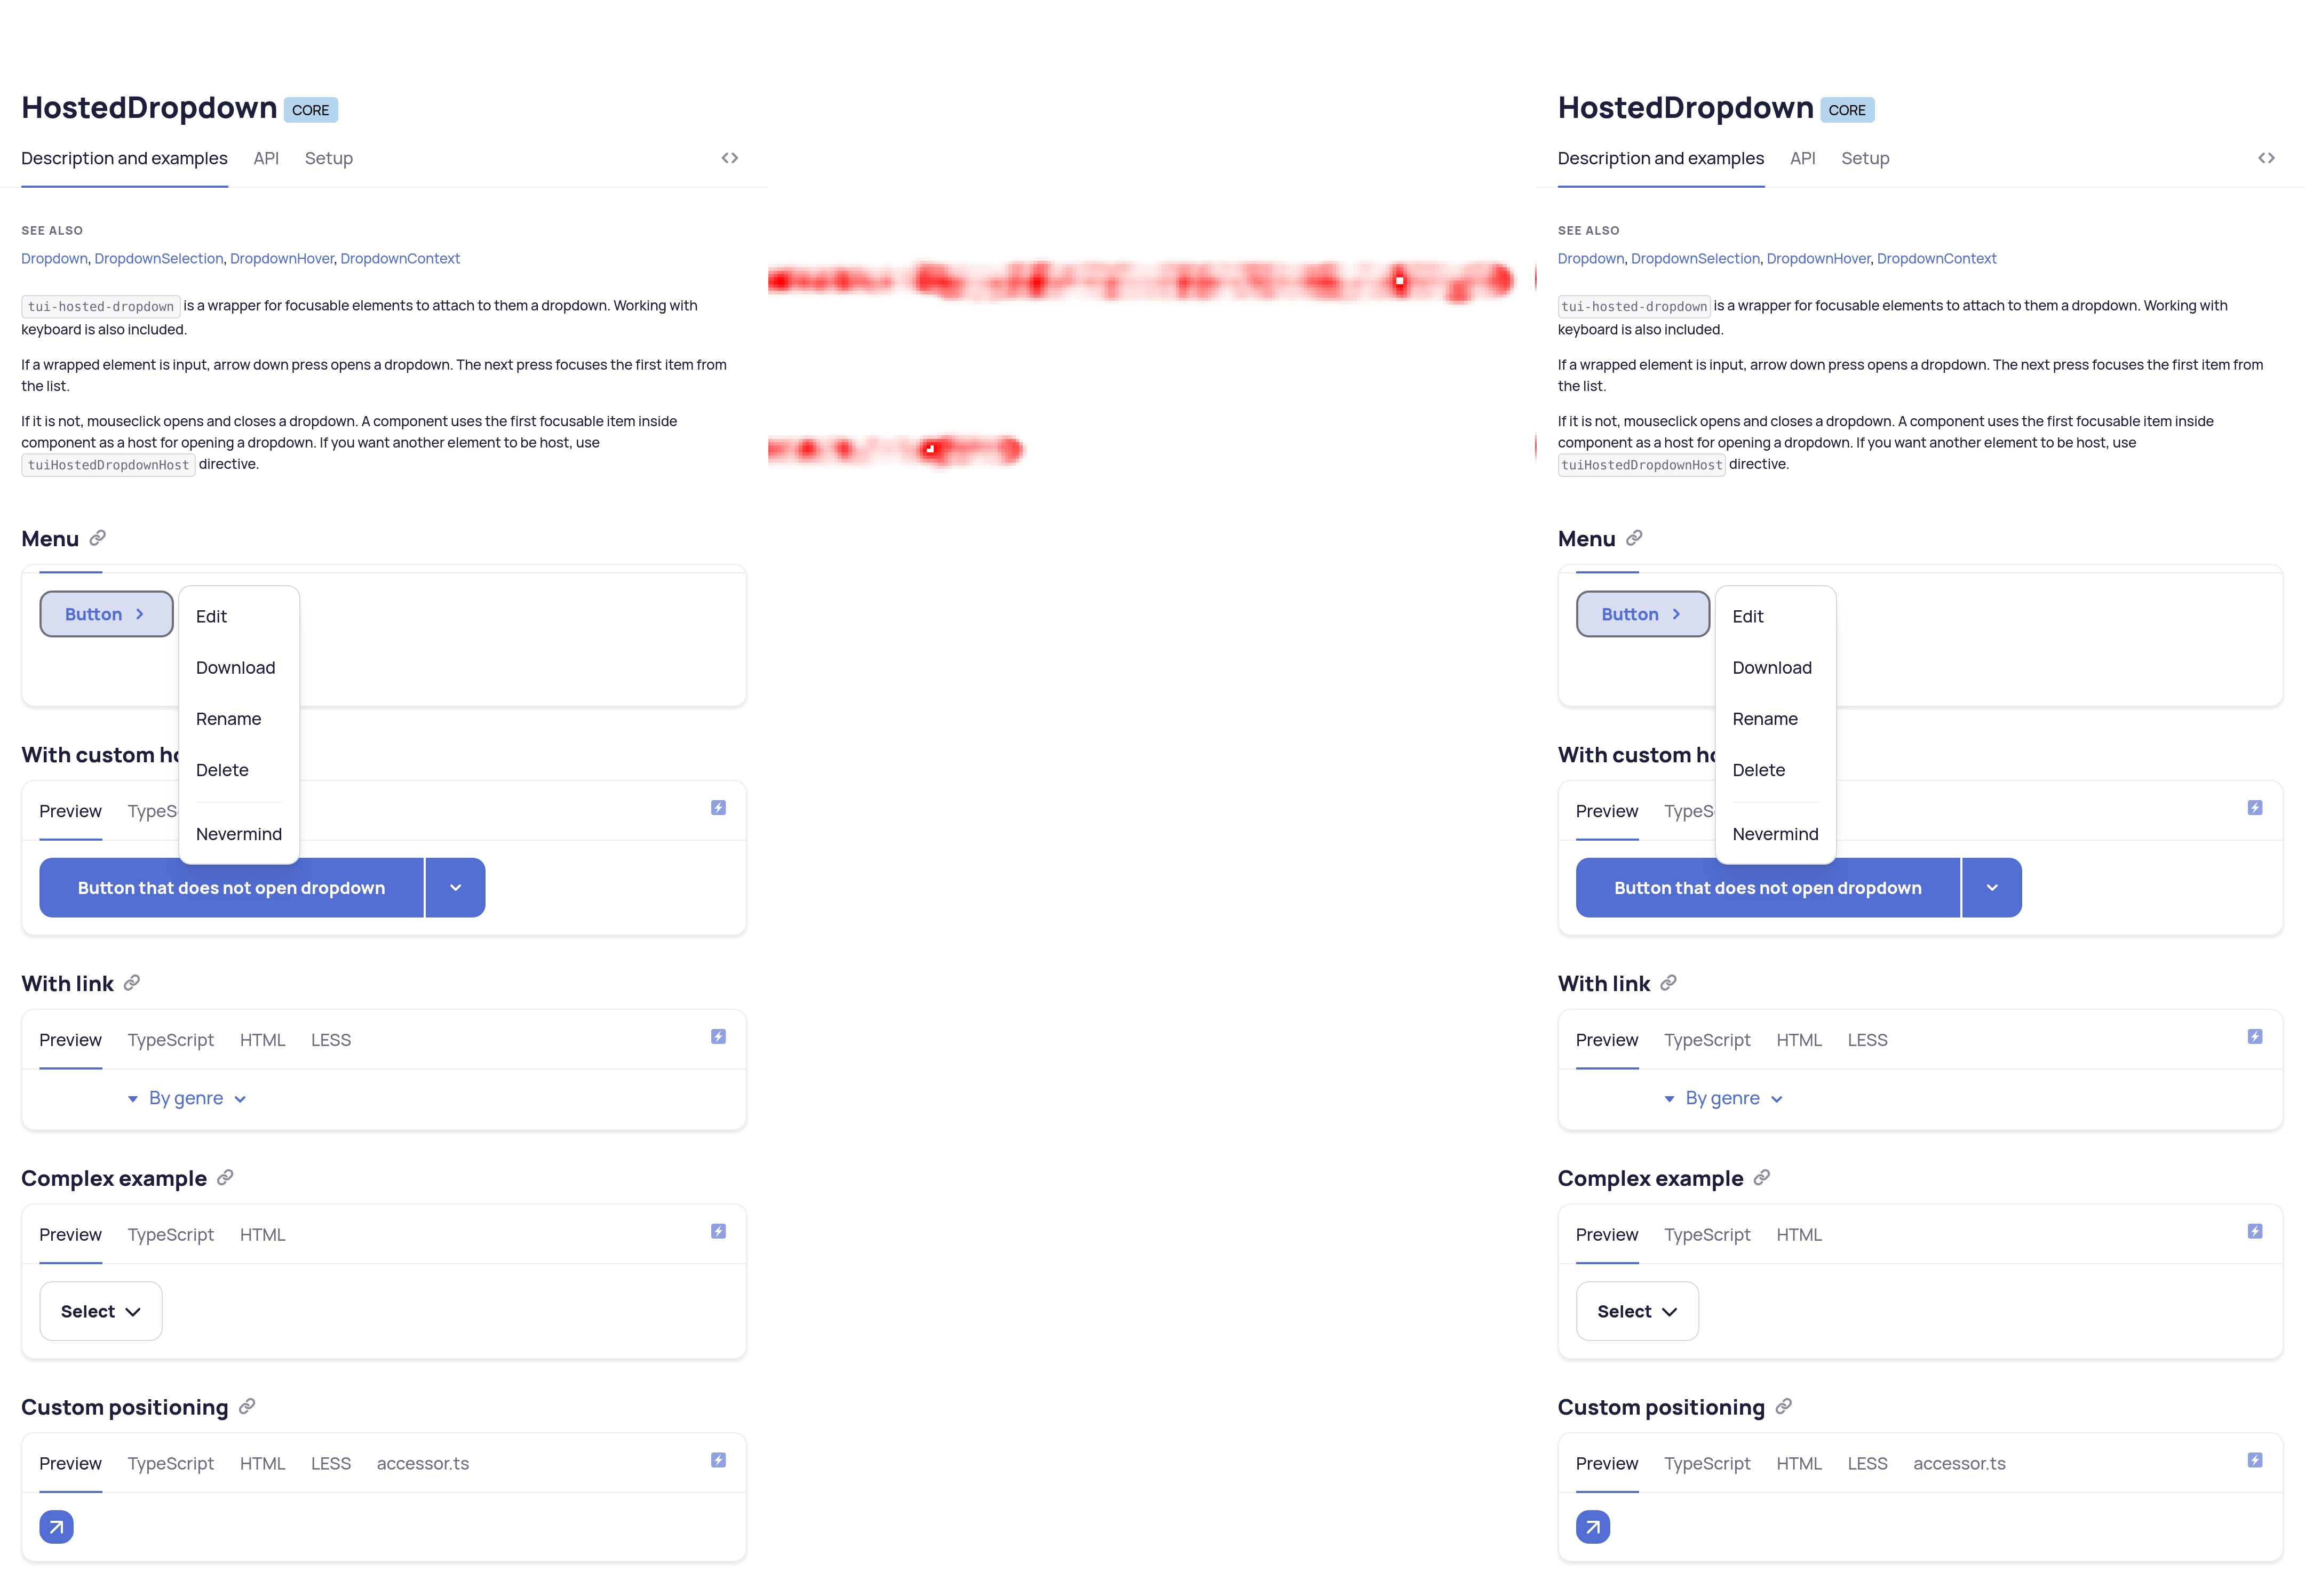 HostedDropdown CORE
Description and examples API Setup
SEE ALSO
Dropdown, DropdownSelection, DropdownHover, DropdownContext
tui-hosted-dropdown is a wrapper for focusable elements to attach to them a dropdown. Working with
keyboard is also included.
If a wrapped element is input, arrow down press opens a dropdown. The next press focuses the first item from
the list.
If it is not, mouseclick opens and closes a dropdown. A component uses the first focusable item inside
component as a host for opening a dropdown. If you want another element to be host, use
tuiHostedDropdownHost directive.
Menu
Button
Edit
Download
Rename
Delete
Nevermind
With custom ho
Preview TypeS
Button that does not open dropdown
With link
Preview TypeScript HTML LESS
By genre
Complex example
Preview TypeScript HTML
Select
Custom positioning
Preview TypeScript HTML LESS accessor.ts
HostedDropdown CORE
Description and examples API Setup
SEE ALSO
Dropdown, DropdownSelection, DropdownHover, DropdownContext
tui-hosted-dropdown is a wrapper for focusable elements to attach to them a dropdown. Working with
keyboard is also included.
If a wrapped element is input, arrow down press opens a dropdown. The next press focuses the first item from
the list.
If it is not, mouseclick opens and closes a dropdown. A component uses the first focusable item inside
component as a host for opening a dropdown. If you want another element to be host, use
tuiHostedDropdownHost directive.
Menu
Button
Edit
Download
Rename
Delete
Nevermind
With custom ho
Preview TypeS
Button that does not open dropdown
With link
Preview TypeScript HTML LESS
By genre
Complex example
Preview TypeScript HTML
Select
Custom positioning
Preview TypeScript HTML LESS accessor.ts